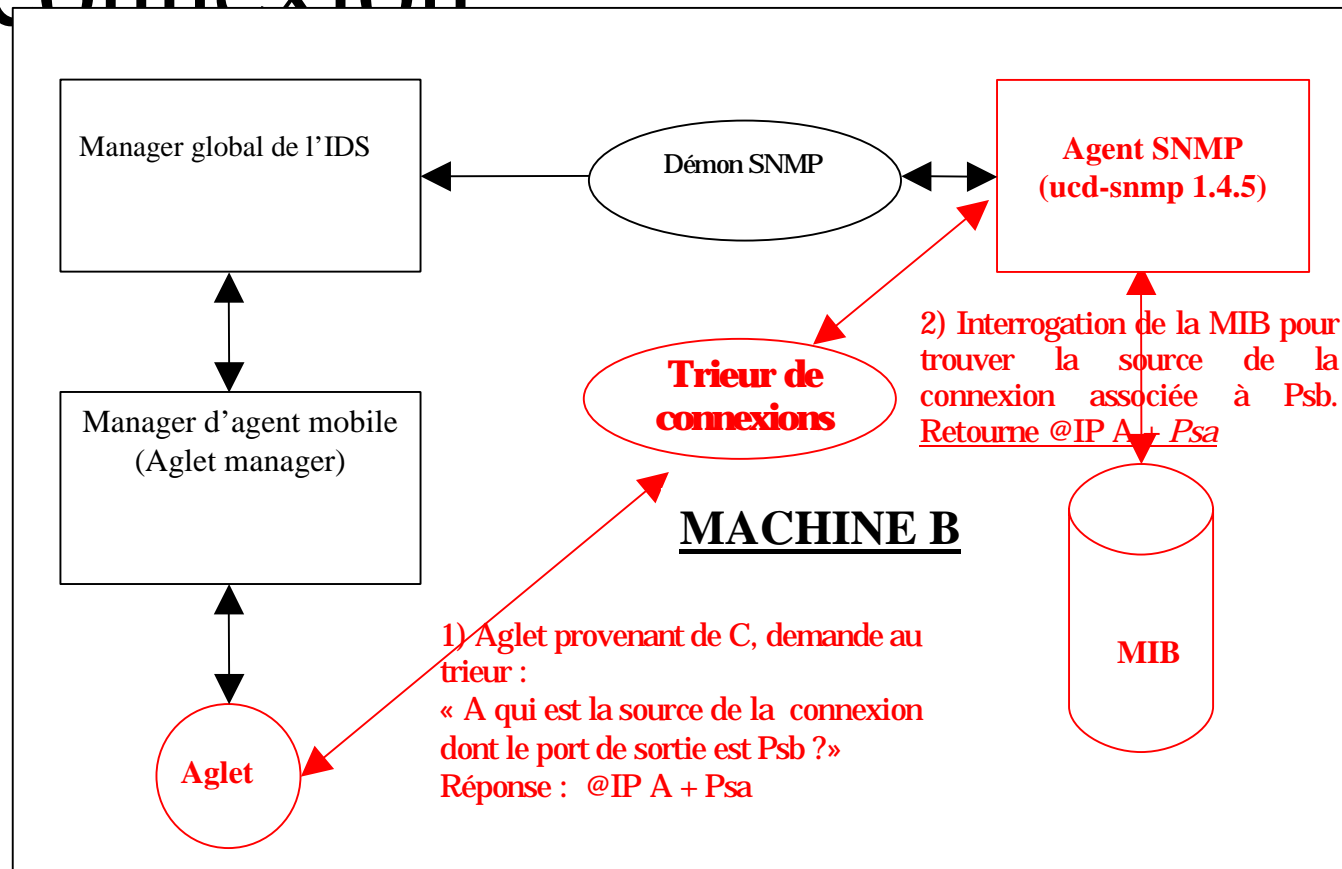 connexion
Manager global de l’IDS
Démon SNMP
Agent SNMP
(ucd-snmp 1.4.5)
2) Interrogation de la MIB pour
trouver la source de la
connexion associée à Psb.
Retourne @IP A + Psa
Trieur de
connexions
Manager d’agent mobile
(Aglet manager)
MACHINE B
1) Aglet provenant de C, demande au
trieur :
« A qui est la source de la connexion
dont le port de sortie est Psb ?»
Réponse : @IP A + Psa
MIB
Aglet